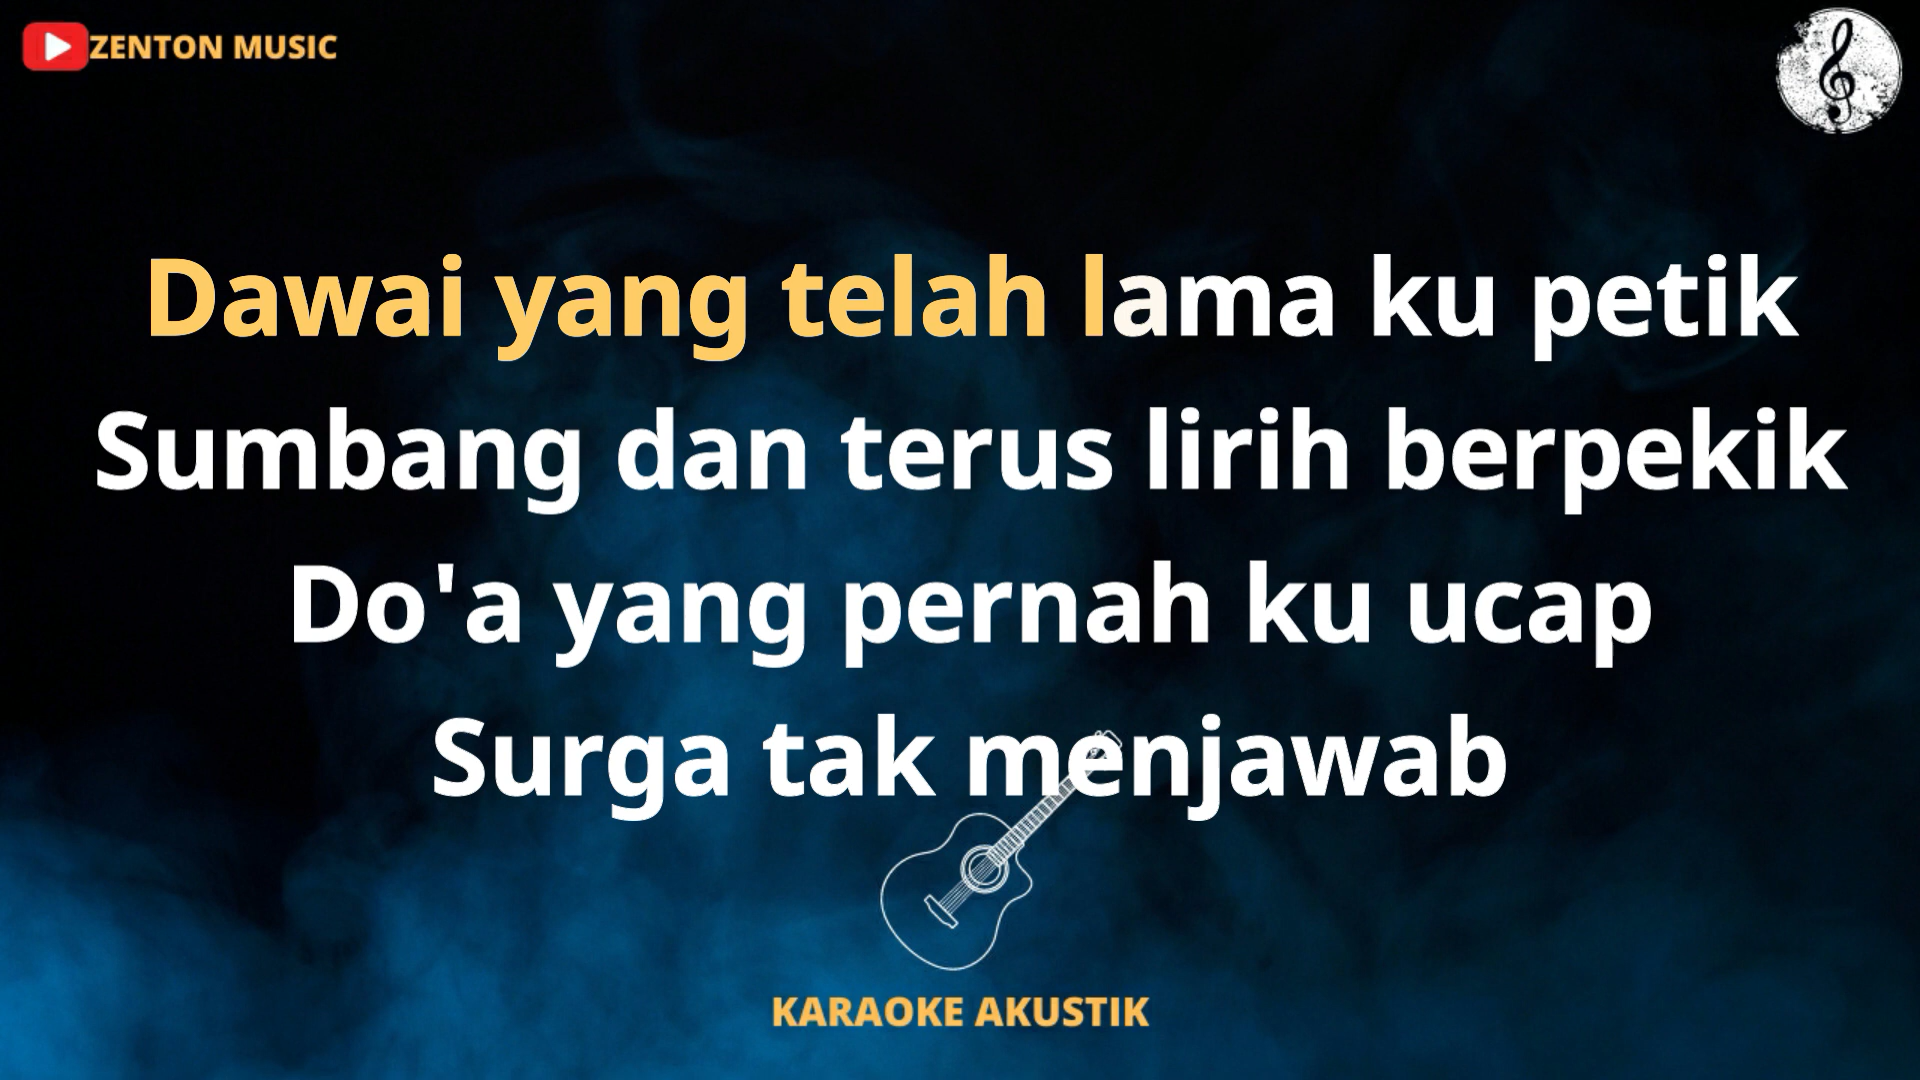 ZENTON MUSIC
Dawai yang telah lama ku petik
Sumbang dan terus lirih berpekik
Do'a yang pernah ku ucap
Surga tak menjawab
KARAOKE AKUSTIK